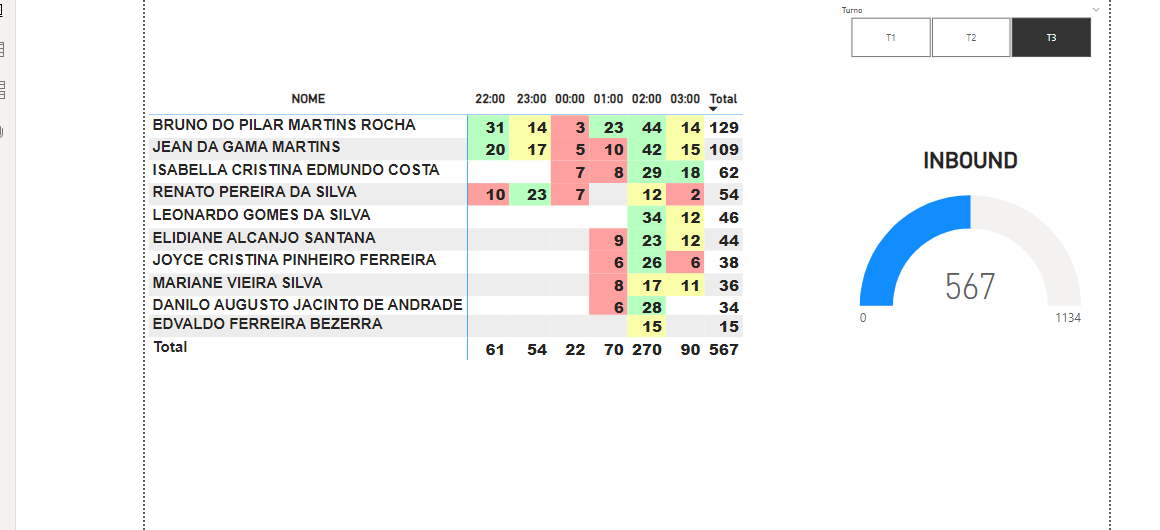 Turno
T1 T2 T3
NOME 22:00 23:00 00:00 01:00 02:00 03:00 Total
BRUNO DO PILAR MARTINS ROCHA 31 14 3 23 44 14 129
JEAN DA GAMA MARTINS 20 17 5 10 42 15 109
ISABELLA CRISTINA EDMUNDO COSTA 7 8 29 18 62
RENATO PEREIRA DA SILVA 10 23 7 12 2 54
LEONARDO GOMES DA SILVA 34 12 46
ELIDIANE ALCANJO SANTANA 9 23 12 44
JOYCE CRISTINA PINHEIRO FERREIRA 6 26 6 38
MARIANE VIEIRA SILVA 8 17 11 36
DANILO AUGUSTO JACINTO DE ANDRADE 6 28 34
EDVALDO FERREIRA BEZERRA 15 15
Total 61 54 22 70 270 90 567
INBOUND
567
0 1134